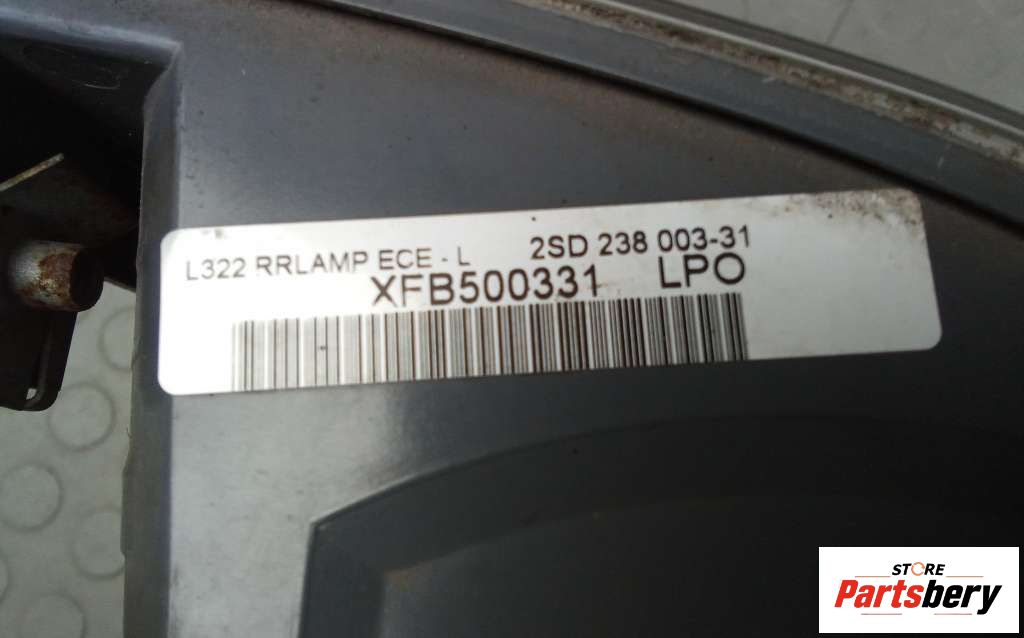 L322 RRLAMP ECE - L 2SD 238 003-31
XFB500331 LPO
STORE
Partsbery